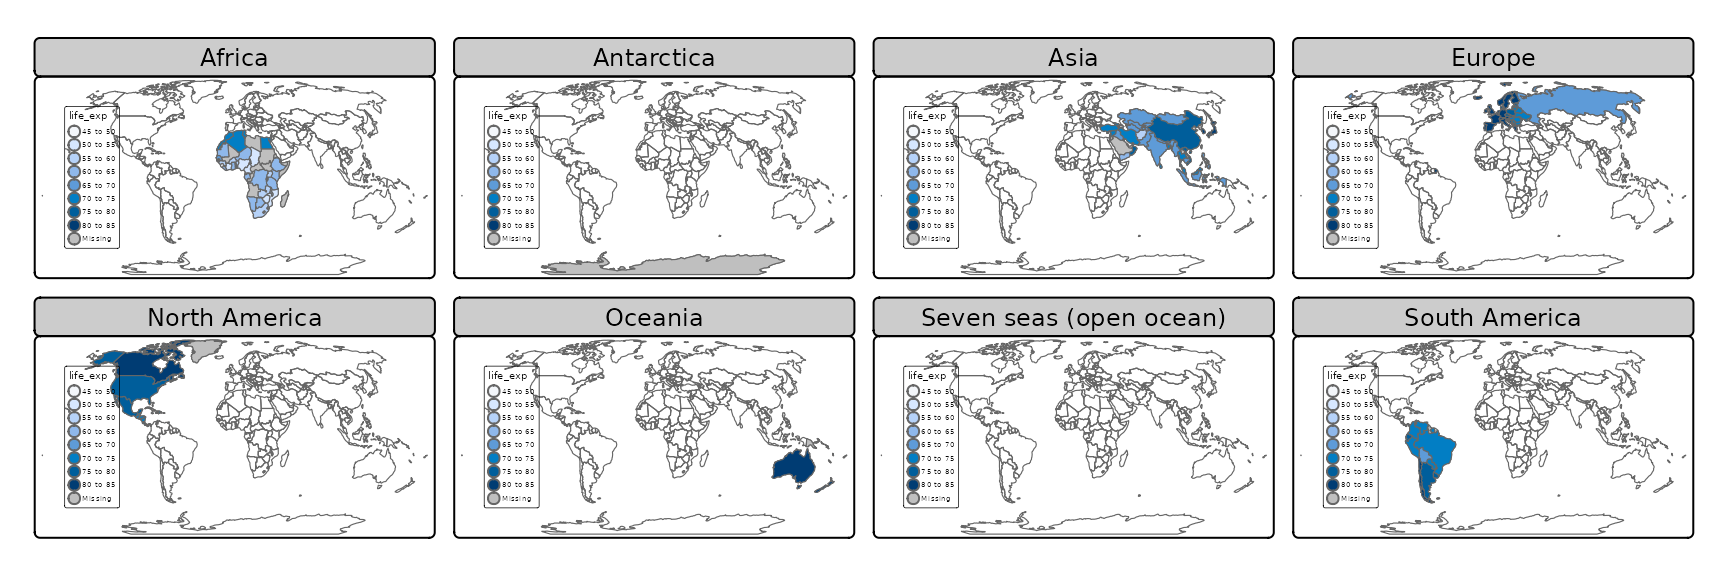 Africa
Antarctica
Asia
Europe
life_exp
45 to 50
50 to 55
55 to 60
60 to 65
65 to 70
70 to 75
75 to 80
80 to 85
Missing
life_exp
45 to 50
50 to 55
55 to 60
60 to 65
65 to 70
70 to 75
75 to 80
80 to 85
Missing
life_exp
45 to 50
50 to 55
55 to 60
60 to 65
65 to 70
70 to 75
75 to 80
80 to 85
Missing
life_exp
45 to 50
50 to 55
55 to 60
60 to 65
65 to 70
70 to 75
75 to 80
80 to 85
Missing
North America
Oceania
Seven seas (open ocean)
South America
life_exp
45 to 50
50 to 55
55 to 60
60 to 65
65 to 70
70 to 75
75 to 80
80 to 85
Missing
life_exp
45 to 50
50 to 55
55 to 60
60 to 65
65 to 70
70 to 75
75 to 80
80 to 85
Missing
life_exp
45 to 50
50 to 55
55 to 60
60 to 65
65 to 70
70 to 75
75 to 80
80 to 85
Missing
life_exp
45 to 50
50 to 55
55 to 60
60 to 65
65 to 70
70 to 75
75 to 80
80 to 85
Missing